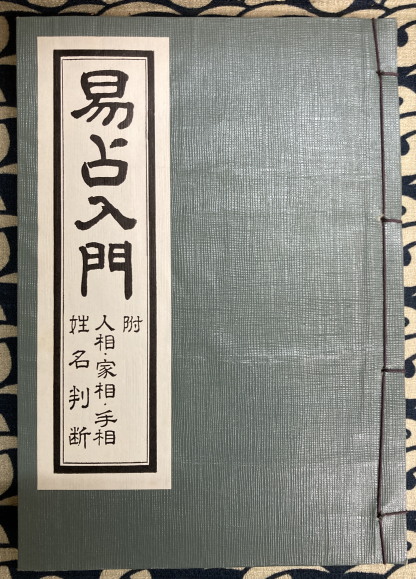 易占入門
附
人相・家相・手相
姓名判断